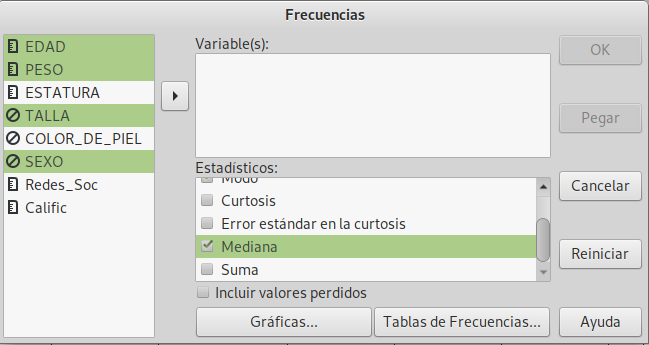 Frecuencias
EDAD
PESO
ESTATURA
TALLA
COLOR_DE_PIEL
SEXO
Redes_Soc
Calific
Variable(s):
Estadísticos:
Modo
Curtosis
Error estándar en la curtosis
Mediana
Suma
Incluir valores perdidos
Gráficas...
Tablas de Frecuencias...
OK
Pegar
Cancelar
Reiniciar
Ayuda